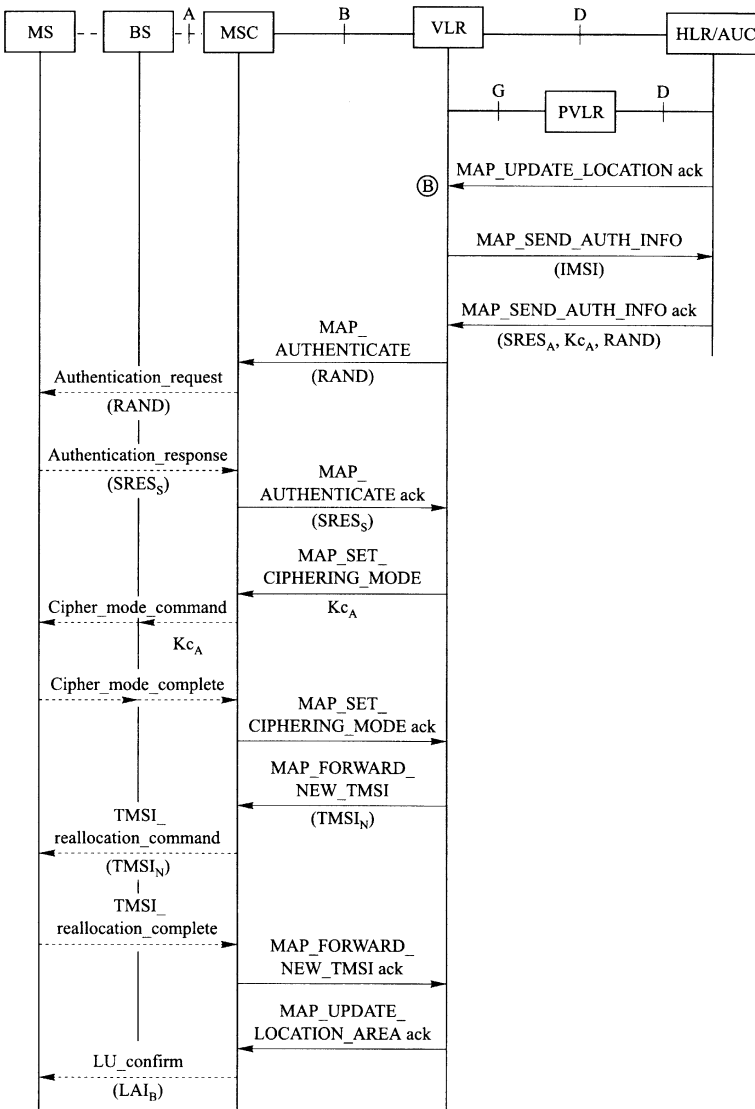 A
B
VLR
D
MS
BS
MSC
HLR/AUC
G
PVLR
D
MAP_UPDATE_LOCATION ack
B
MAP_SEND_AUTH_INFO
(IMSI)
MAP_SEND_AUTH_INFO ack
(SRES_A, Kc_A, RAND)
MAP_
AUTHENTICATE
(RAND)
Authentication_request
(RAND)
Authentication_response
(SRES_S)
MAP_
AUTHENTICATE ack
(SRES_S)
MAP_SET_
CIPHERING_MODE
Kc_A
Cipher_mode_command
Kc_A
Cipher_mode_complete
MAP_SET_
CIPHERING_MODE ack
MAP_FORWARD_
NEW_TMSI
(TMSI_N)
TMSI_
reallocation_command
(TMSI_N)
TMSI_
reallocation_complete
MAP_FORWARD_
NEW_TMSI ack
MAP_UPDATE_
LOCATION_AREA ack
LU_confirm
(LAI_B)